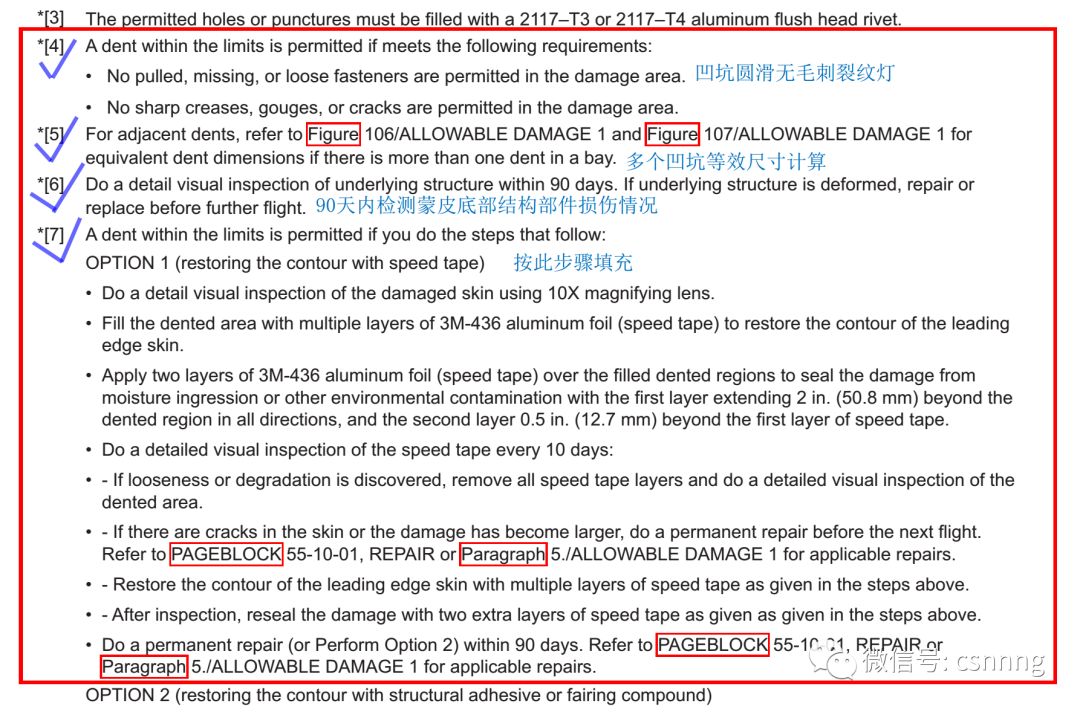 *[3] The permitted holes or punctures must be filled with a 2117–T3 or 2117–T4 aluminum flush head rivet.
*[4] A dent within the limits is permitted if meets the following requirements:
• No pulled, missing, or loose fasteners are permitted in the damage area. 凹坑圆滑无毛刺裂纹灯
• No sharp creases, gouges, or cracks are permitted in the damage area.
*[5] For adjacent dents, refer to Figure 106/ALLOWABLE DAMAGE 1 and Figure 107/ALLOWABLE DAMAGE 1 for
equivalent dent dimensions if there is more than one dent in a bay. 多个凹坑等效尺寸计算
*[6] Do a detail visual inspection of underlying structure within 90 days. If underlying structure is deformed, repair or
replace before further flight. 90天内检测蒙皮底部结构部件损伤情况
*[7] A dent within the limits is permitted if you do the steps that follow:
OPTION 1 (restoring the contour with speed tape) 按此步骤填充
• Do a detail visual inspection of the damaged skin using 10X magnifying lens.
• Fill the dented area with multiple layers of 3M-436 aluminum foil (speed tape) to restore the contour of the leading
edge skin.
• Apply two layers of 3M-436 aluminum foil (speed tape) over the filled dented regions to seal the damage from
moisture ingression or other environmental contamination with the first layer extending 2 in. (50.8 mm) beyond the
dented region in all directions, and the second layer 0.5 in. (12.7 mm) beyond the first layer of speed tape.
• Do a detailed visual inspection of the speed tape every 10 days:
• - If looseness or degradation is discovered, remove all speed tape layers and do a detailed visual inspection of the
dented area.
• - If there are cracks in the skin or the damage has become larger, do a permanent repair before the next flight.
Refer to PAGEBLOCK 55-10-01, REPAIR or Paragraph 5./ALLOWABLE DAMAGE 1 for applicable repairs.
• - Restore the contour of the leading edge skin with multiple layers of speed tape as given in the steps above.
• - After inspection, reseal the damage with two extra layers of speed tape as given as given in the steps above.
• Do a permanent repair (or Perform Option 2) within 90 days. Refer to PAGEBLOCK 55-10-01, REPAIR or
Paragraph 5./ALLOWABLE DAMAGE 1 for applicable repairs.
微信号: csnnng
OPTION 2 (restoring the contour with structural adhesive or fairing compound)